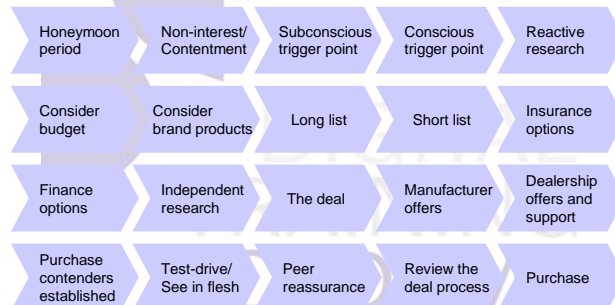 Honeymoon
period
Non-interest/
Contentment
Subconscious
trigger point
Conscious
trigger point
Reactive
research
Consider
budget
Consider
brand products
Long list
Short list
Insurance
options
Finance
options
Independent
research
The deal
Manufacturer
offers
Dealership
offers and
support
Purchase
contenders
established
Test-drive/
See in flesh
Peer
reassurance
Review the
deal process
Purchase